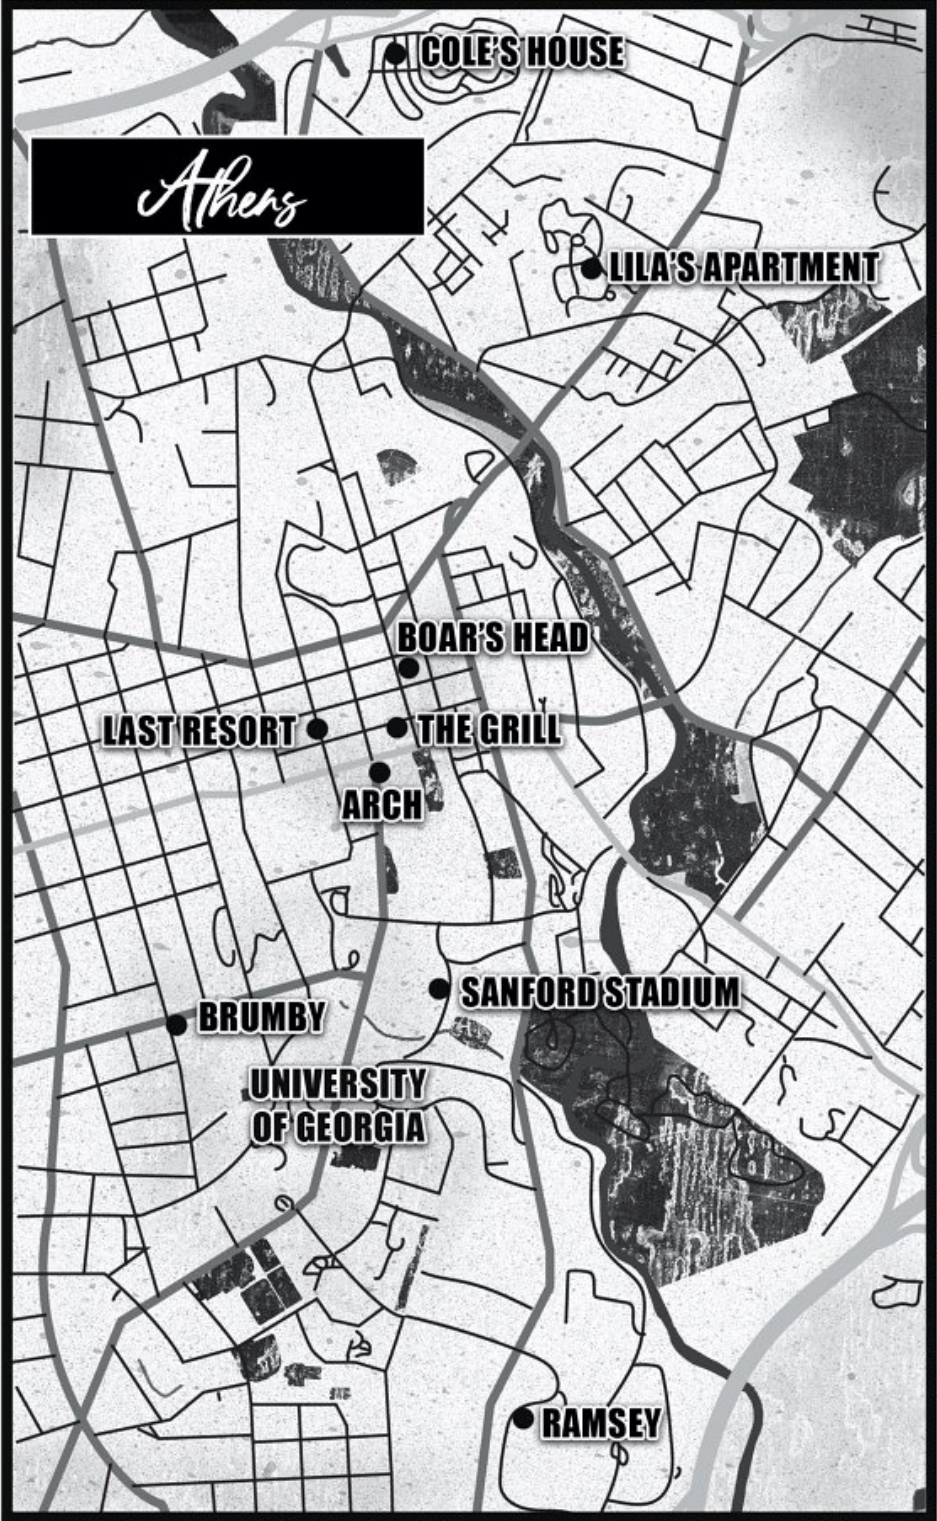 COLE'S HOUSE
Athens
LILA'S APARTMENT
BOAR'S HEAD
LAST RESORT
THE GRILL
ARCH
SANFORD STADIUM
BRUMBY
UNIVERSITY
OF GEORGIA
RAMSEY